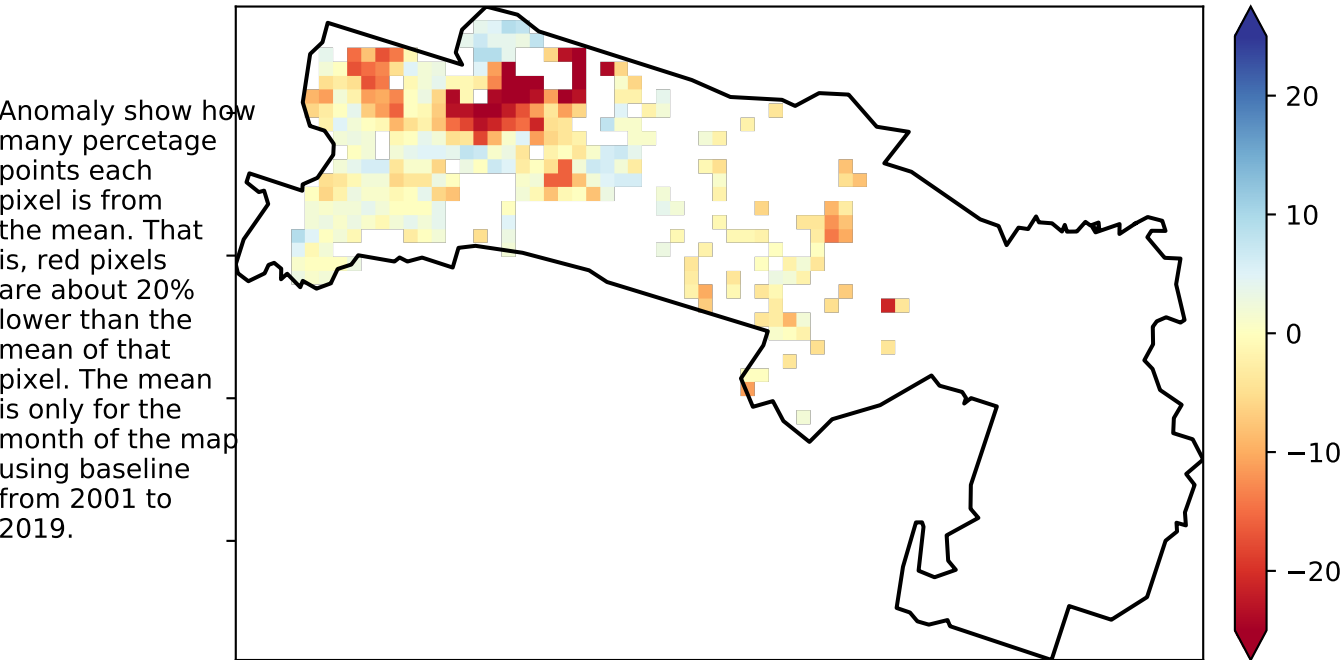 Anomaly show how
many percetage
points each
pixel is from
the mean. That
is, red pixels
are about 20%
lower than the
mean of that
pixel. The mean
is only for the
month of the map
using baseline
from 2001 to
2019.
20
10
0
−10
−20